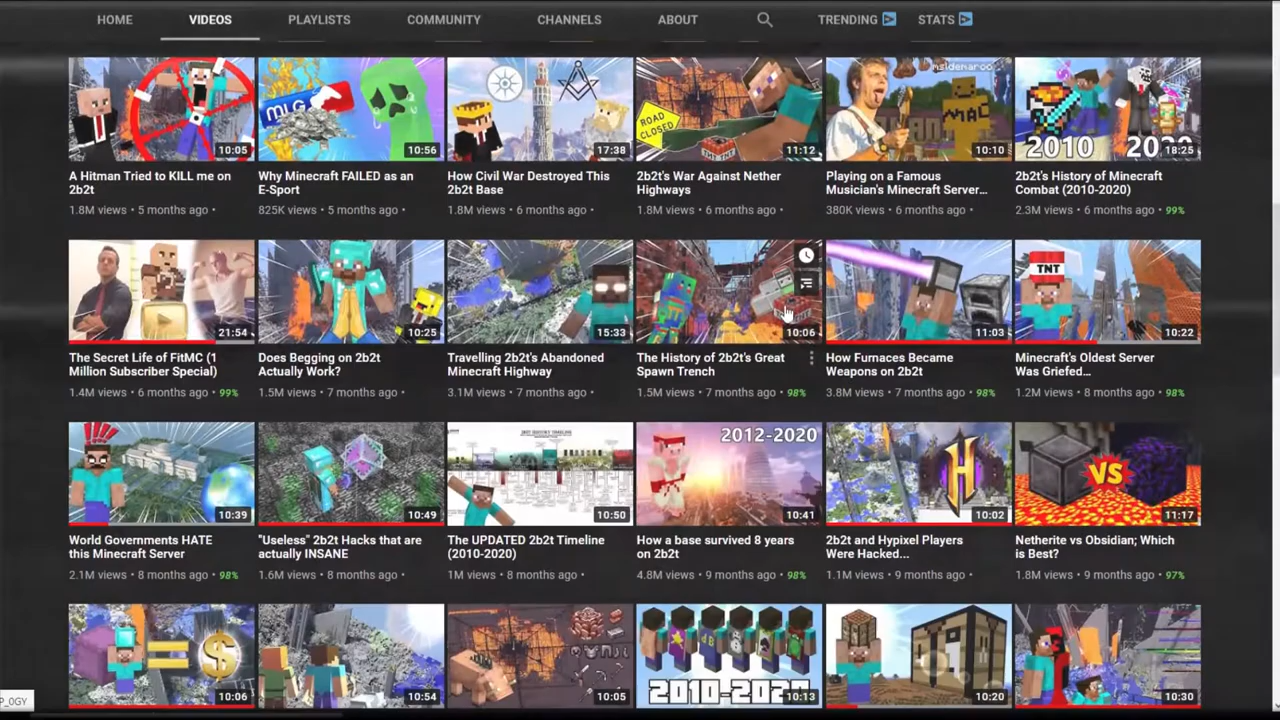 HOME VIDEOS PLAYLISTS COMMUNITY CHANNELS ABOUT TRENDING STATS
MLG
ROAD CLOSED
THE TNT
msldemaroo
MAC
2010 2020
10:05 10:56 17:38 11:12 10:10 18:25
A Hitman Tried to KILL me on 2b2t
1.8M views • 5 months ago •
Why Minecraft FAILED as an E-Sport
825K views • 5 months ago •
How Civil War Destroyed This 2b2t Base
1.8M views • 6 months ago •
2b2t's War Against Nether Highways
1.8M views • 6 months ago •
Playing on a Famous Musician's Minecraft Server...
380K views • 6 months ago •
2b2t's History of Minecraft Combat (2010-2020)
2.3M views • 6 months ago • 99%
TNT
21:54 10:25 15:33 10:06 11:03 10:22
The Secret Life of FitMC (1 Million Subscriber Special)
1.4M views • 6 months ago • 99%
Does Begging on 2b2t Actually Work?
1.5M views • 7 months ago •
Travelling 2b2t's Abandoned Minecraft Highway
3.1M views • 7 months ago •
The History of 2b2t's Great Spawn Trench
1.5M views • 7 months ago • 98%
How Furnaces Became Weapons on 2b2t
3.8M views • 7 months ago • 98%
Minecraft's Oldest Server Was Griefed...
1.2M views • 8 months ago • 98%
!!!
2012-2020
H
VS
10:39 10:49 10:50 10:41 10:02 11:17
World Governments HATE this Minecraft Server
2.1M views • 8 months ago • 98%
"Useless" 2b2t Hacks that are actually INSANE
1.6M views • 8 months ago •
The UPDATED 2b2t Timeline (2010-2020)
1M views • 8 months ago •
How a base survived 8 years on 2b2t
4.8M views • 9 months ago • 98%
2b2t and Hypixel Players Were Hacked...
1.1M views • 9 months ago •
Netherite vs Obsidian; Which is Best?
1.8M views • 9 months ago • 97%
= $
2010-2020
10:06 10:54 10:05 10:13 10:20 10:30
P_0GY